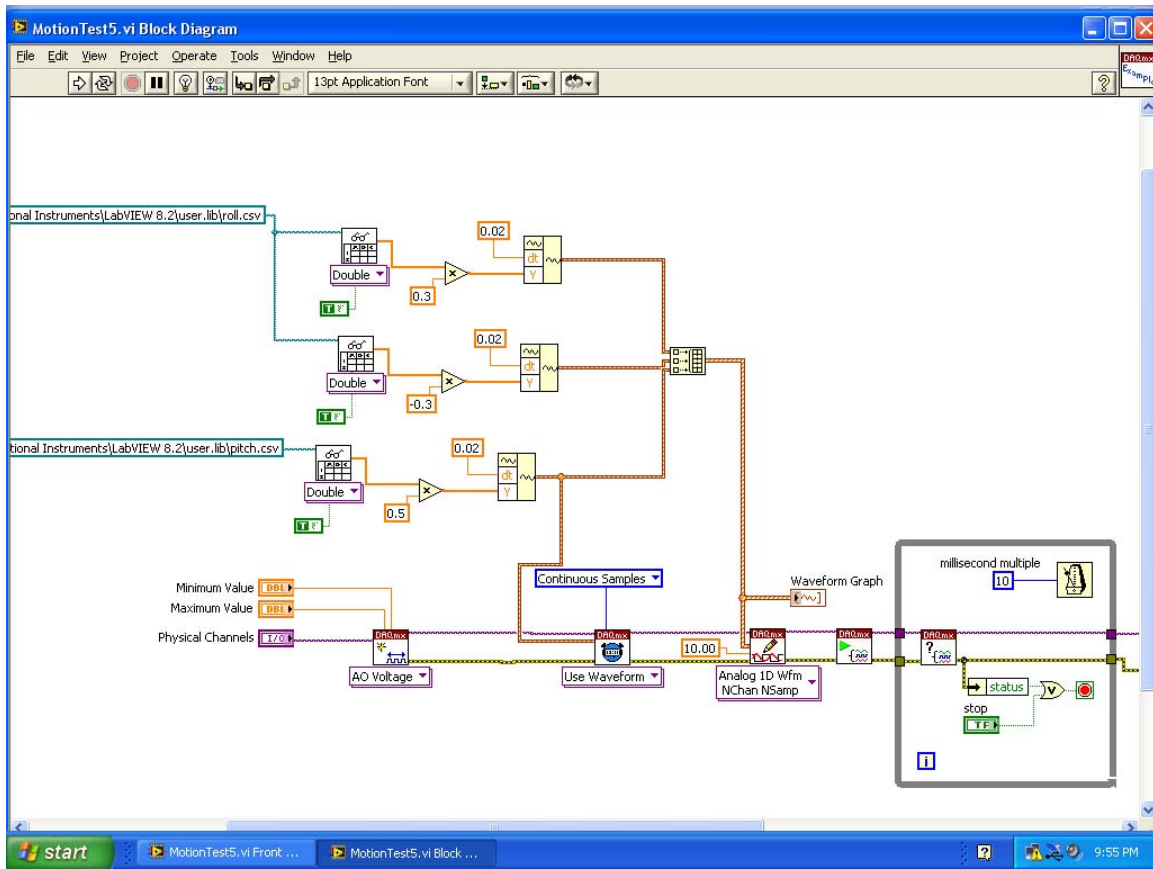 MotionTest5.vi Block Diagram
File Edit View Project Operate Tools Window Help
13pt Application Font
?
DAQmx
Example
onal Instruments\LabVIEW 8.2\user.lib\roll.csv
Double
T F
0.3
0.02
dt
Y
Double
T F
-0.3
0.02
dt
Y
tional Instruments\LabVIEW 8.2\user.lib\pitch.csv
Double
T F
0.5
0.02
dt
Y
Minimum Value DBL
Maximum Value DBL
Physical Channels I/O
DAQmx
AO Voltage
Continuous Samples
DAQmx
Use Waveform
Waveform Graph
10.00
DAQmx
Analog 1D Wfm
NChan NSamp
DAQmx
millisecond multiple
10
DAQmx
?
status
stop
TF
i
start
MotionTest5.vi Front ...
MotionTest5.vi Block ...
?
9:55 PM